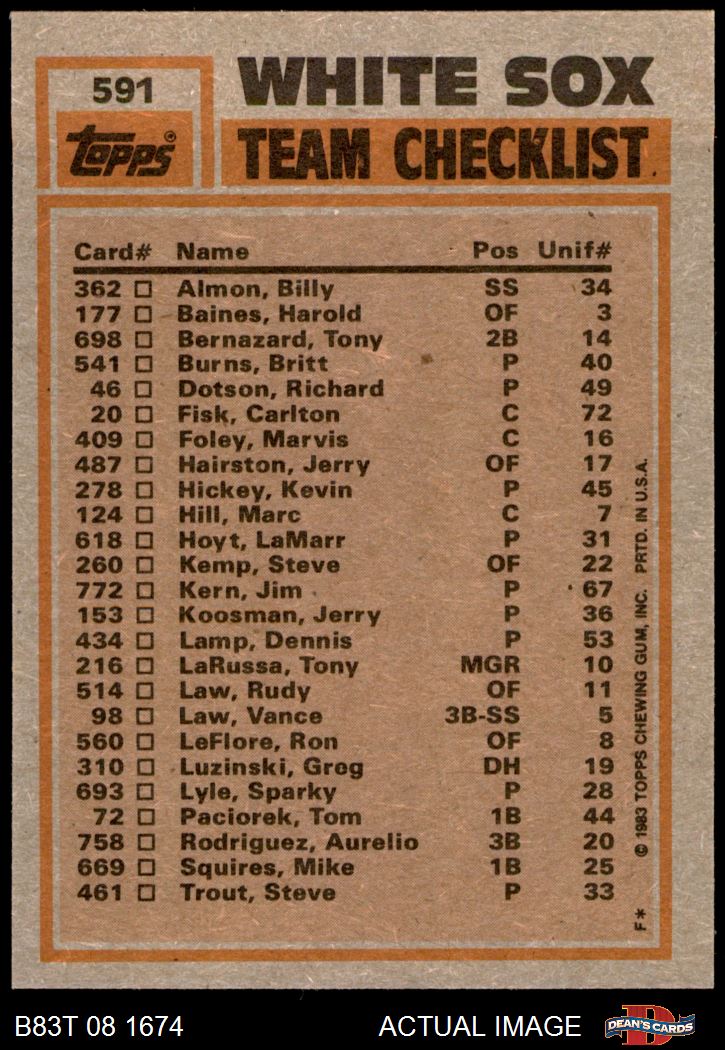 591
WHITE SOX
Topps®
TEAM CHECKLIST
Card# Name Pos Unif#
362 □ Almon, Billy SS 34
177 □ Baines, Harold OF 3
698 □ Bernazard, Tony 2B 14
541 □ Burns, Britt P 40
46 □ Dotson, Richard P 49
20 □ Fisk, Carlton C 72
409 □ Foley, Marvis C 16
487 □ Hairston, Jerry OF 17
278 □ Hickey, Kevin P 45
124 □ Hill, Marc C 7
618 □ Hoyt, LaMarr P 31
260 □ Kemp, Steve OF 22
772 □ Kern, Jim P 67
153 □ Koosman, Jerry P 36
434 □ Lamp, Dennis P 53
216 □ LaRussa, Tony MGR 10
514 □ Law, Rudy OF 11
98 □ Law, Vance 3B-SS 5
560 □ LeFlore, Ron OF 8
310 □ Luzinski, Greg DH 19
693 □ Lyle, Sparky P 28
72 □ Paciorek, Tom 1B 44
758 □ Rodriguez, Aurelio 3B 20
669 □ Squires, Mike 1B 25
461 □ Trout, Steve P 33
F* © 1983 TOPPS CHEWING GUM, INC. PRTD. IN U.S.A.
B83T 08 1674 ACTUAL IMAGE
D
DEAN'S CARDS